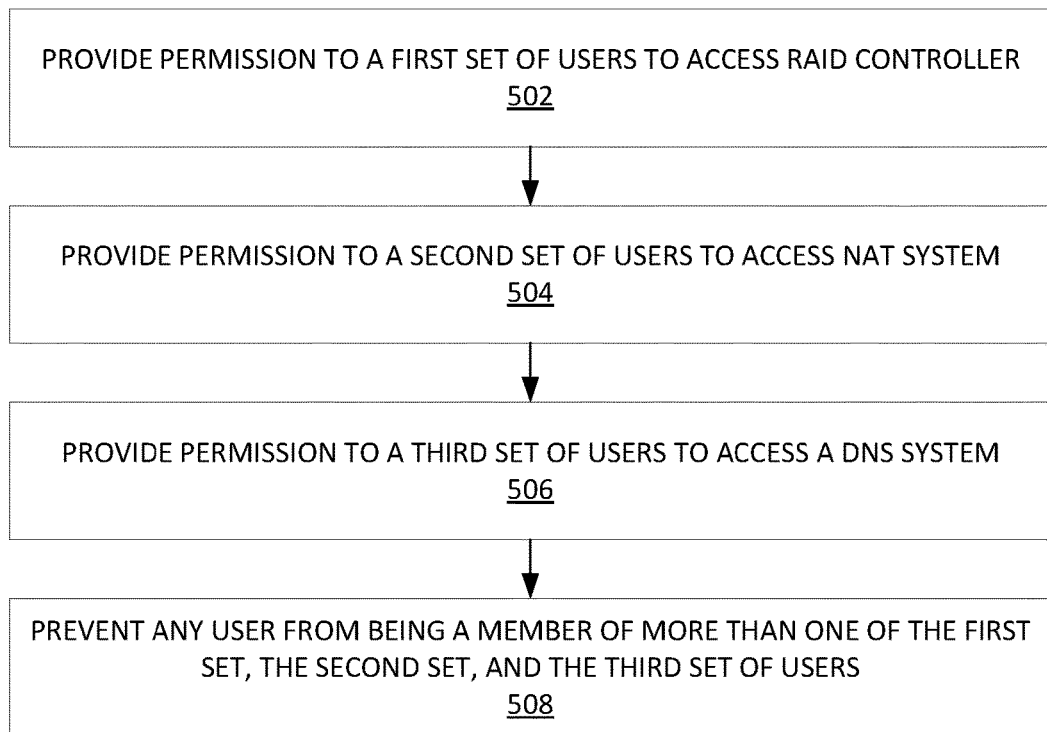 PROVIDE PERMISSION TO A FIRST SET OF USERS TO ACCESS RAID CONTROLLER
502
PROVIDE PERMISSION TO A SECOND SET OF USERS TO ACCESS NAT SYSTEM
504
PROVIDE PERMISSION TO A THIRD SET OF USERS TO ACCESS A DNS SYSTEM
506
PREVENT ANY USER FROM BEING A MEMBER OF MORE THAN ONE OF THE FIRST
SET, THE SECOND SET, AND THE THIRD SET OF USERS
508